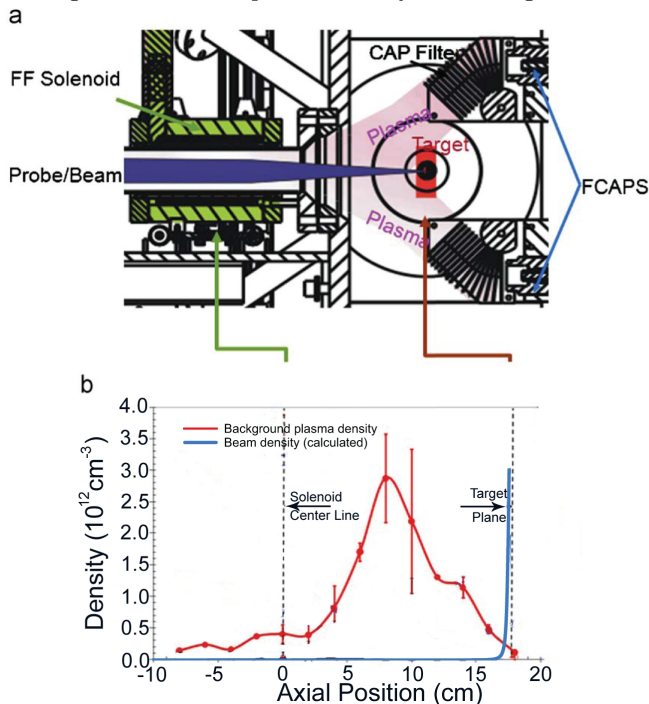 a
FF Solenoid
CAP Filter
Plasma
Target
Probe/Beam
FCAPS
Plasma
b
4.0
3.5
3.0
2.5
2.0
1.5
1.0
0.5
0.0
Density (10¹²cm⁻³)
Background plasma density
Beam density (calculated)
Solenoid
Center Line
Target
Plane
-10
-5
0
5
10
15
20
Axial Position (cm)